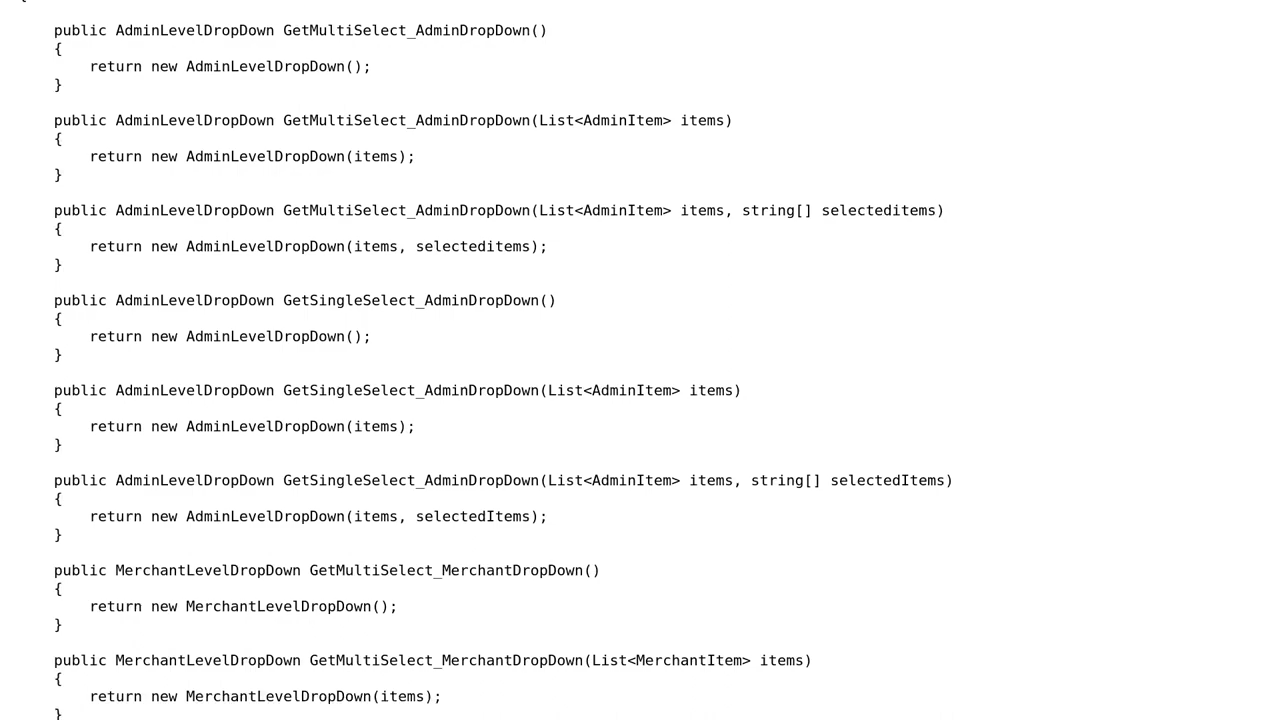 {
public AdminLevelDropDown GetMultiSelect_AdminDropDown()
{
return new AdminLevelDropDown();
}
public AdminLevelDropDown GetMultiSelect_AdminDropDown(List<AdminItem> items)
{
return new AdminLevelDropDown(items);
}
public AdminLevelDropDown GetMultiSelect_AdminDropDown(List<AdminItem> items, string[] selecteditems)
{
return new AdminLevelDropDown(items, selecteditems);
}
public AdminLevelDropDown GetSingleSelect_AdminDropDown()
{
return new AdminLevelDropDown();
}
public AdminLevelDropDown GetSingleSelect_AdminDropDown(List<AdminItem> items)
{
return new AdminLevelDropDown(items);
}
public AdminLevelDropDown GetSingleSelect_AdminDropDown(List<AdminItem> items, string[] selectedItems)
{
return new AdminLevelDropDown(items, selectedItems);
}
public MerchantLevelDropDown GetMultiSelect_MerchantDropDown()
{
return new MerchantLevelDropDown();
}
public MerchantLevelDropDown GetMultiSelect_MerchantDropDown(List<MerchantItem> items)
{
return new MerchantLevelDropDown(items);
}